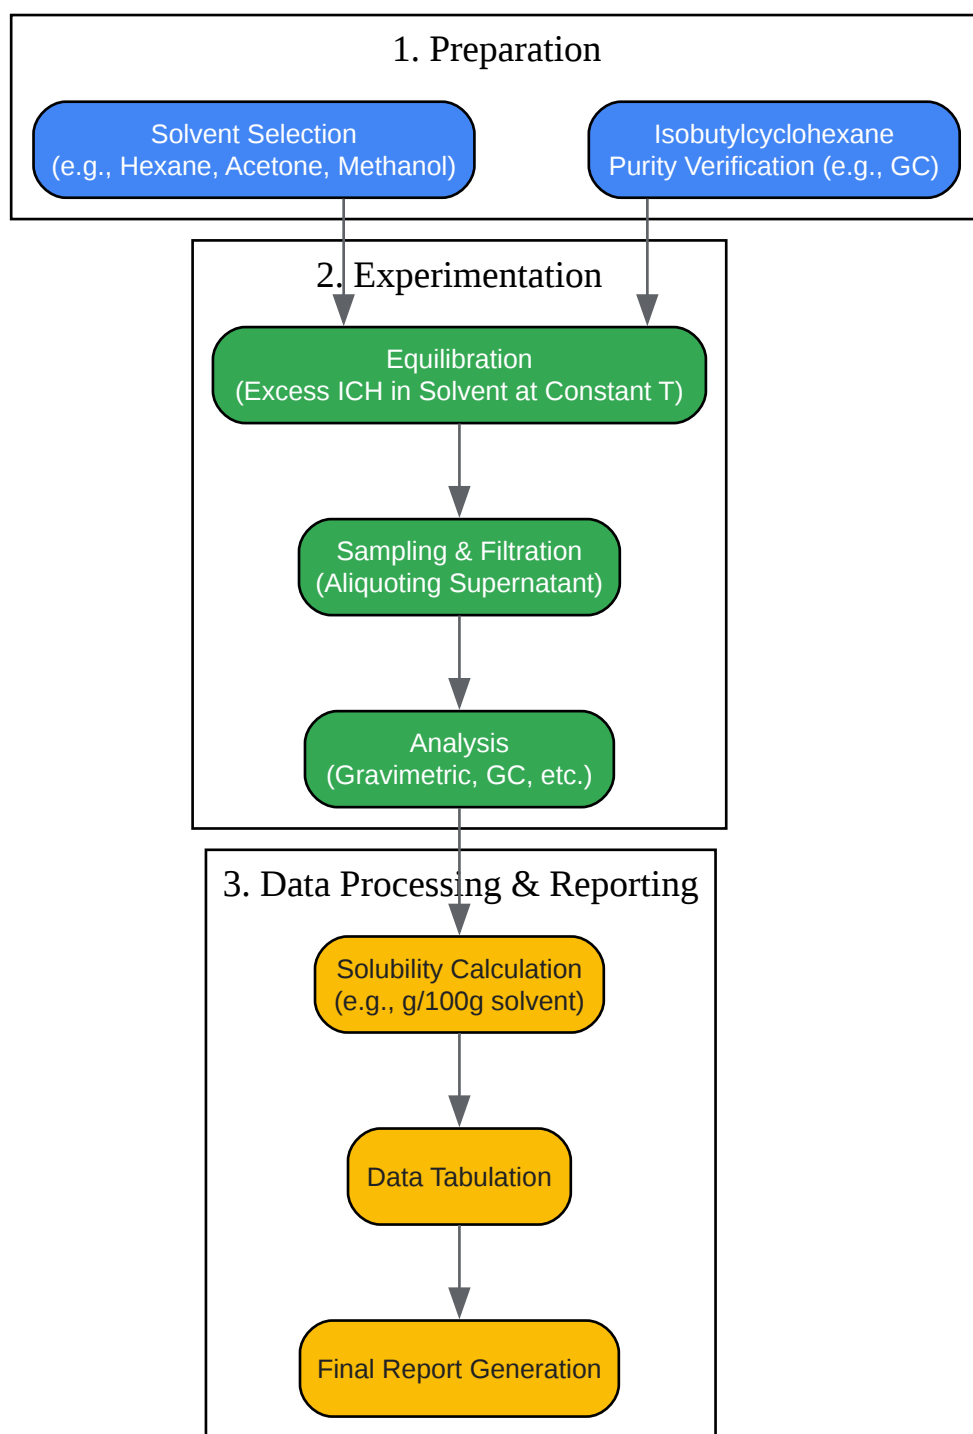 1. Preparation
Solvent Selection
(e.g., Hexane, Acetone, Methanol)
Isobutylcyclohexane
Purity Verification (e.g., GC)
2. Experimentation
Equilibration
(Excess ICH in Solvent at Constant T)
Sampling & Filtration
(Aliquoting Supernatant)
Analysis
(Gravimetric, GC, etc.)
3. Data Processing & Reporting
Solubility Calculation
(e.g., g/100g solvent)
Data Tabulation
Final Report Generation